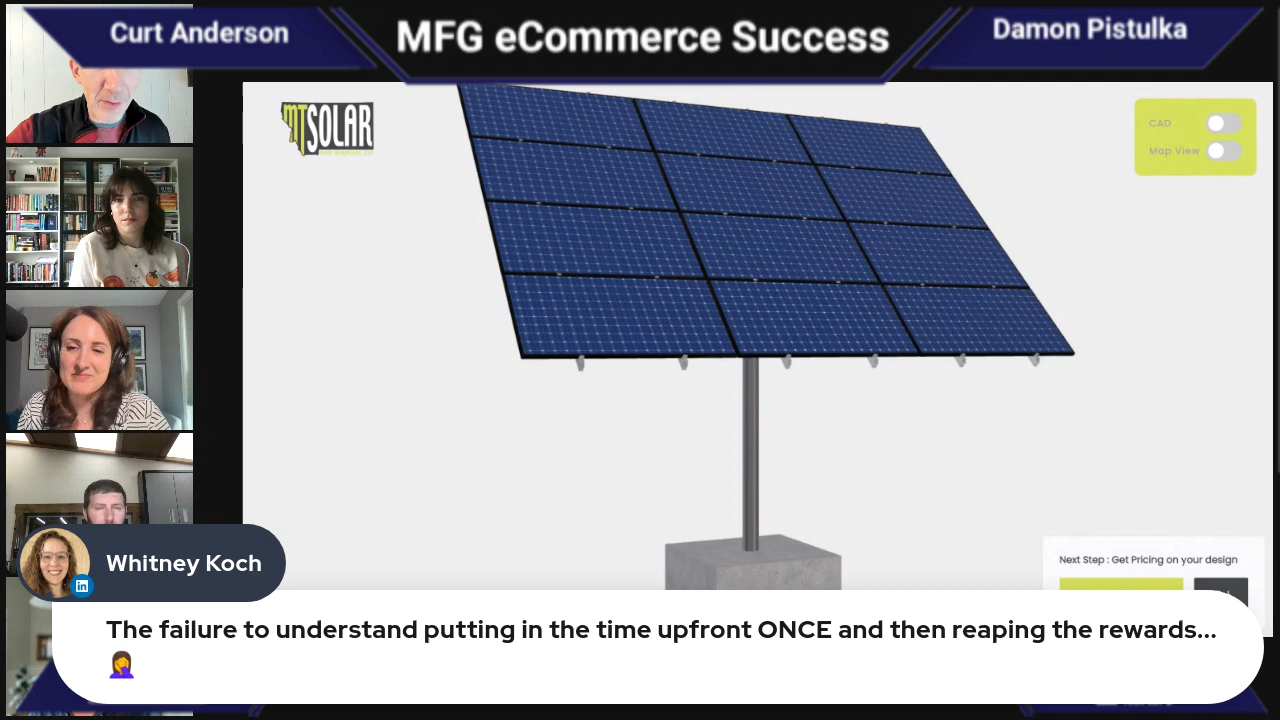 Curt Anderson
MFG eCommerce Success
Damon Pistulka
MTSOLAR
CAD
Map View
Next Step : Get Pricing on your design
Whitney Koch
in
The failure to understand putting in the time upfront ONCE and then reaping the rewards...
🤦‍♀️